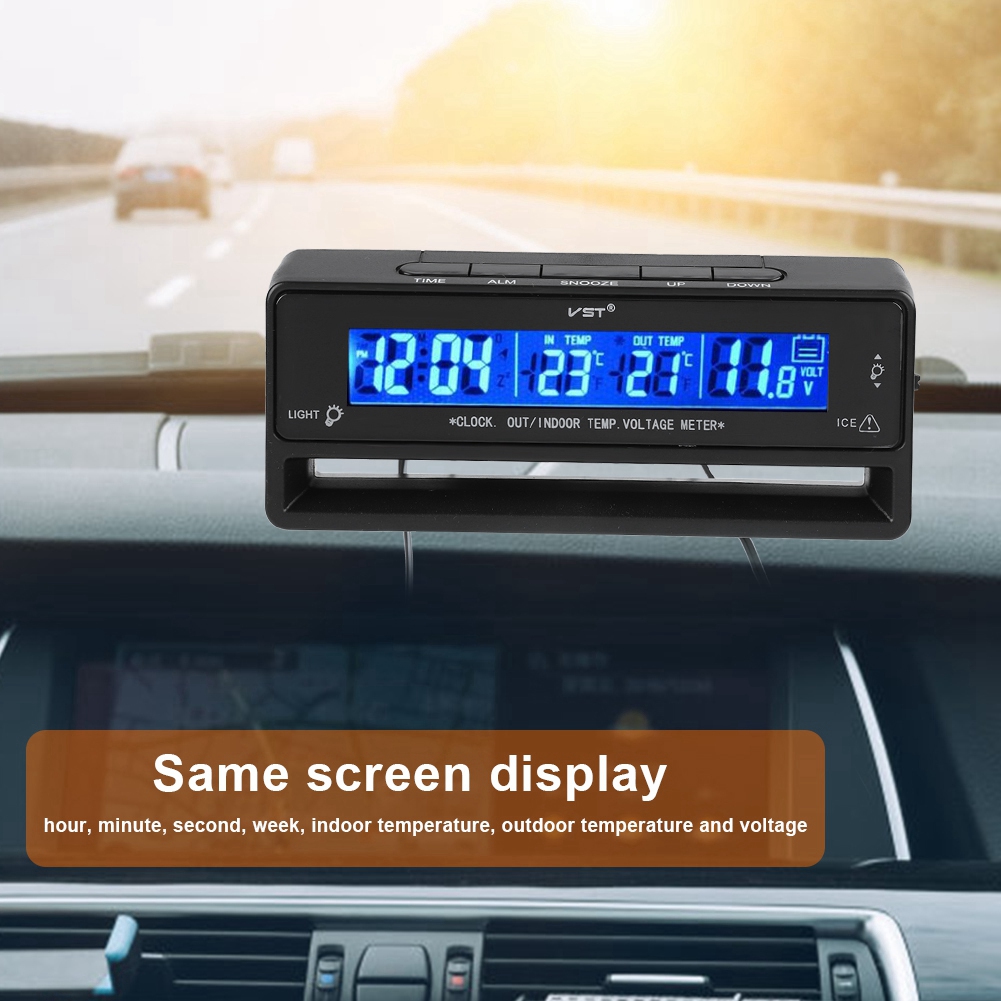 TIME ALM SNOOZE UP DOWN
VST®
IN TEMP OUT TEMP
PM 12:04 23°C 21°C 11.8 VOLT V
LIGHT
*CLOCK. OUT/INDOOR TEMP.VOLTAGE METER*
ICE
Same screen display
hour, minute, second, week, indoor temperature, outdoor temperature and voltage